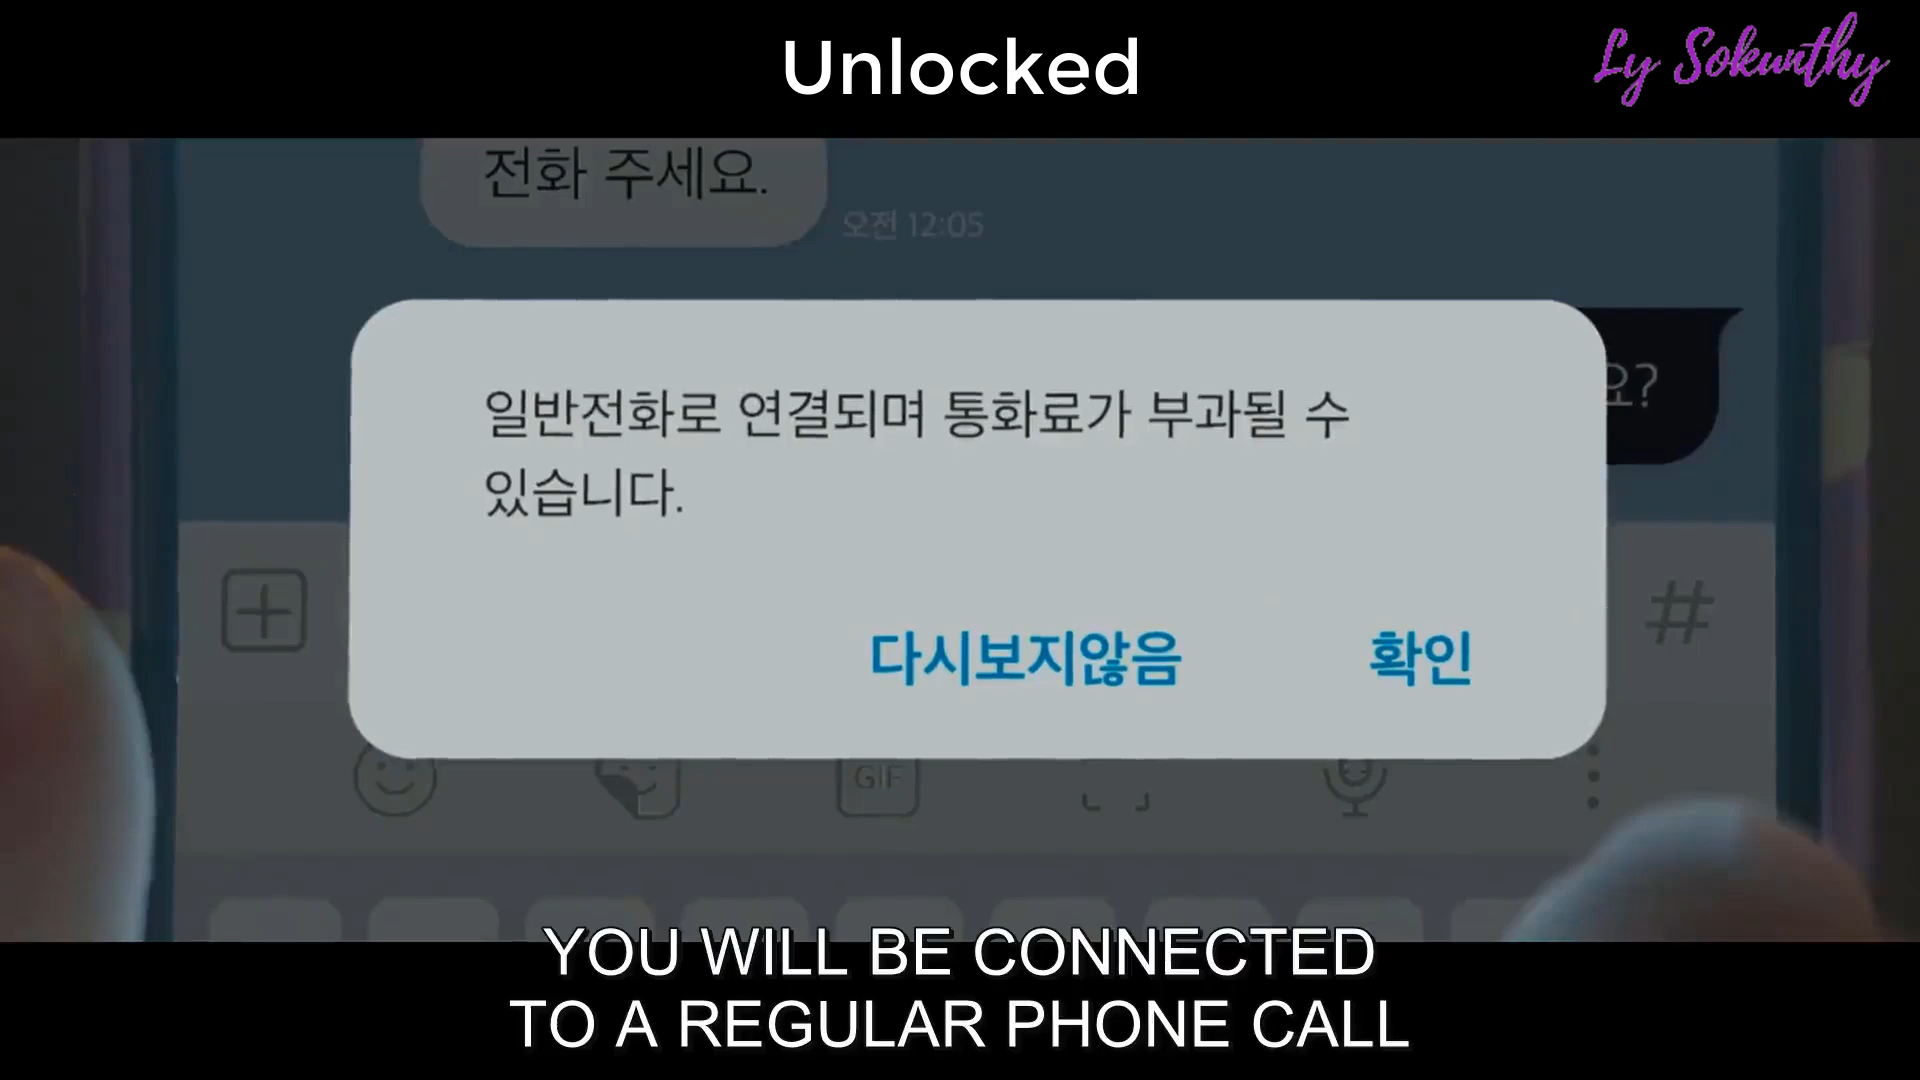 Unlocked
Ly Sokunthy
전화 주세요.
오전 12:05
요?
일반전화로 연결되며 통화료가 부과될 수
있습니다.
다시보지않음 확인
#
GIF
YOU WILL BE CONNECTED
TO A REGULAR PHONE CALL